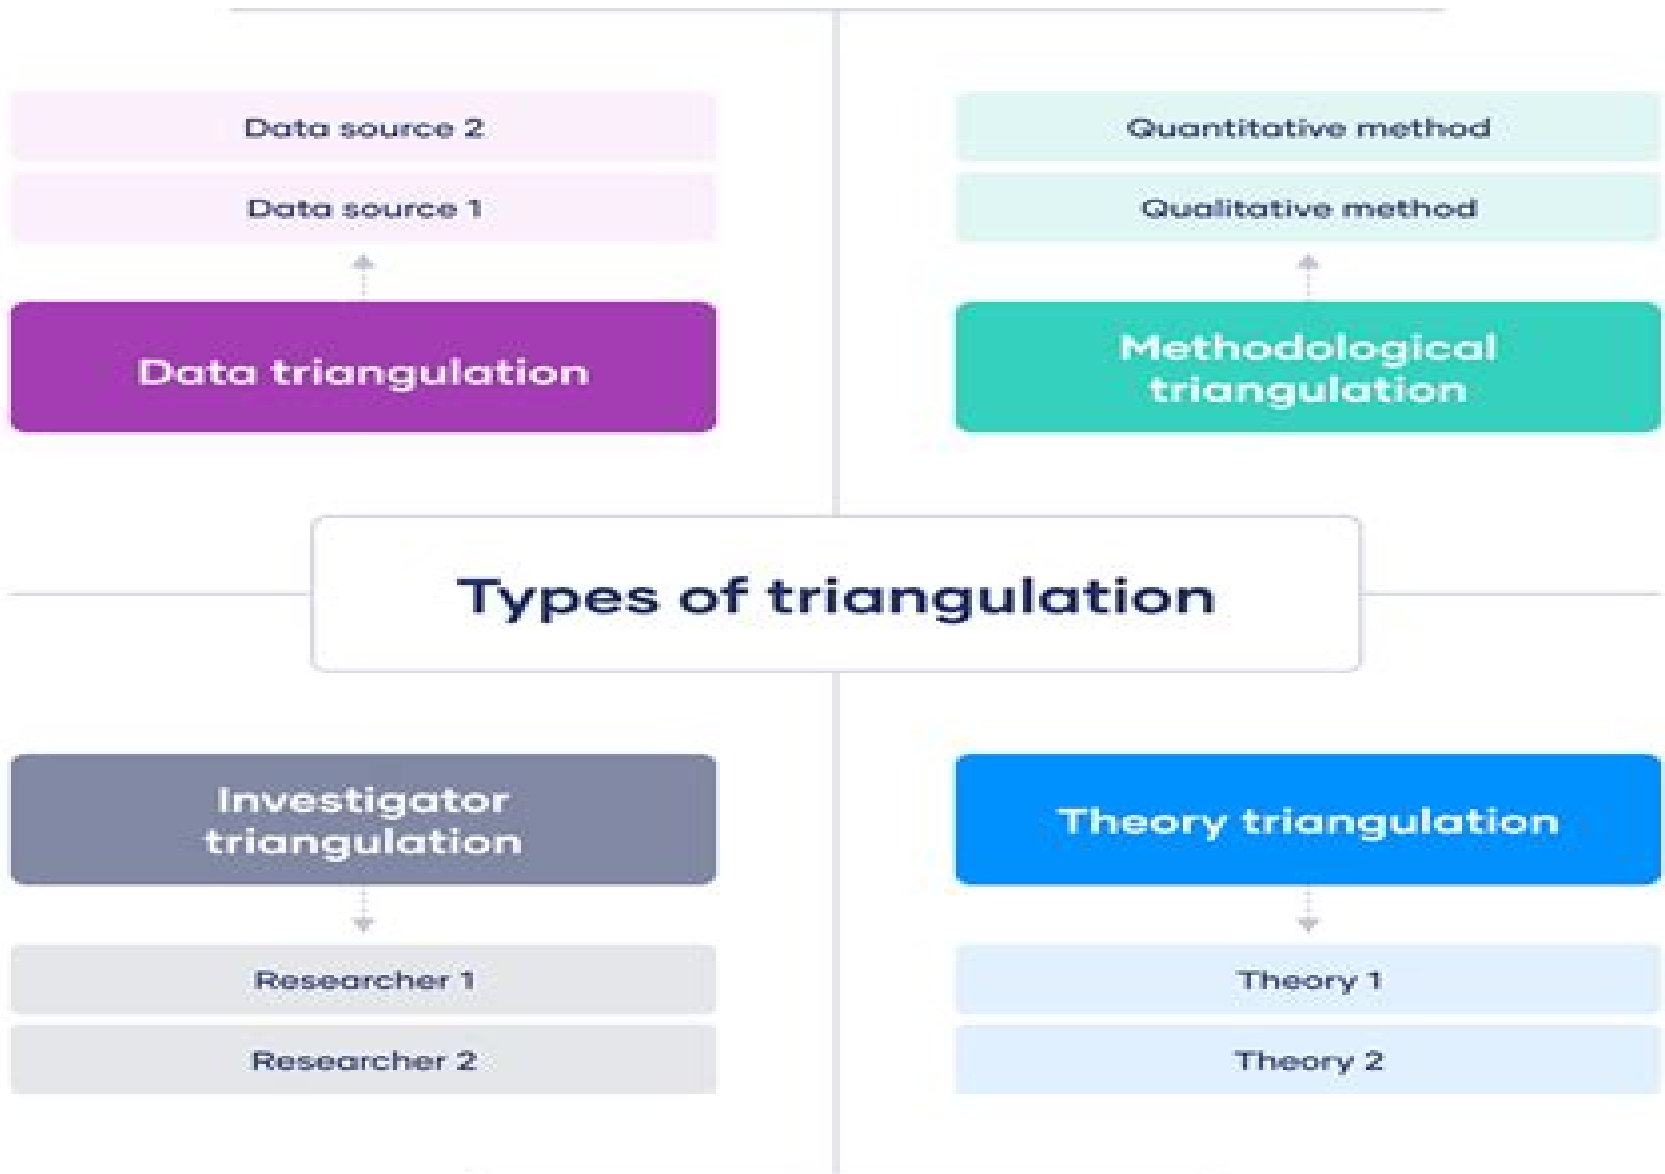 Data source 2
Data source 1
Data triangulation
Quantitative method
Qualitative method
Methodological
triangulation
Types of triangulation
Investigator
triangulation
Researcher 1
Researcher 2
Theory triangulation
Theory 1
Theory 2